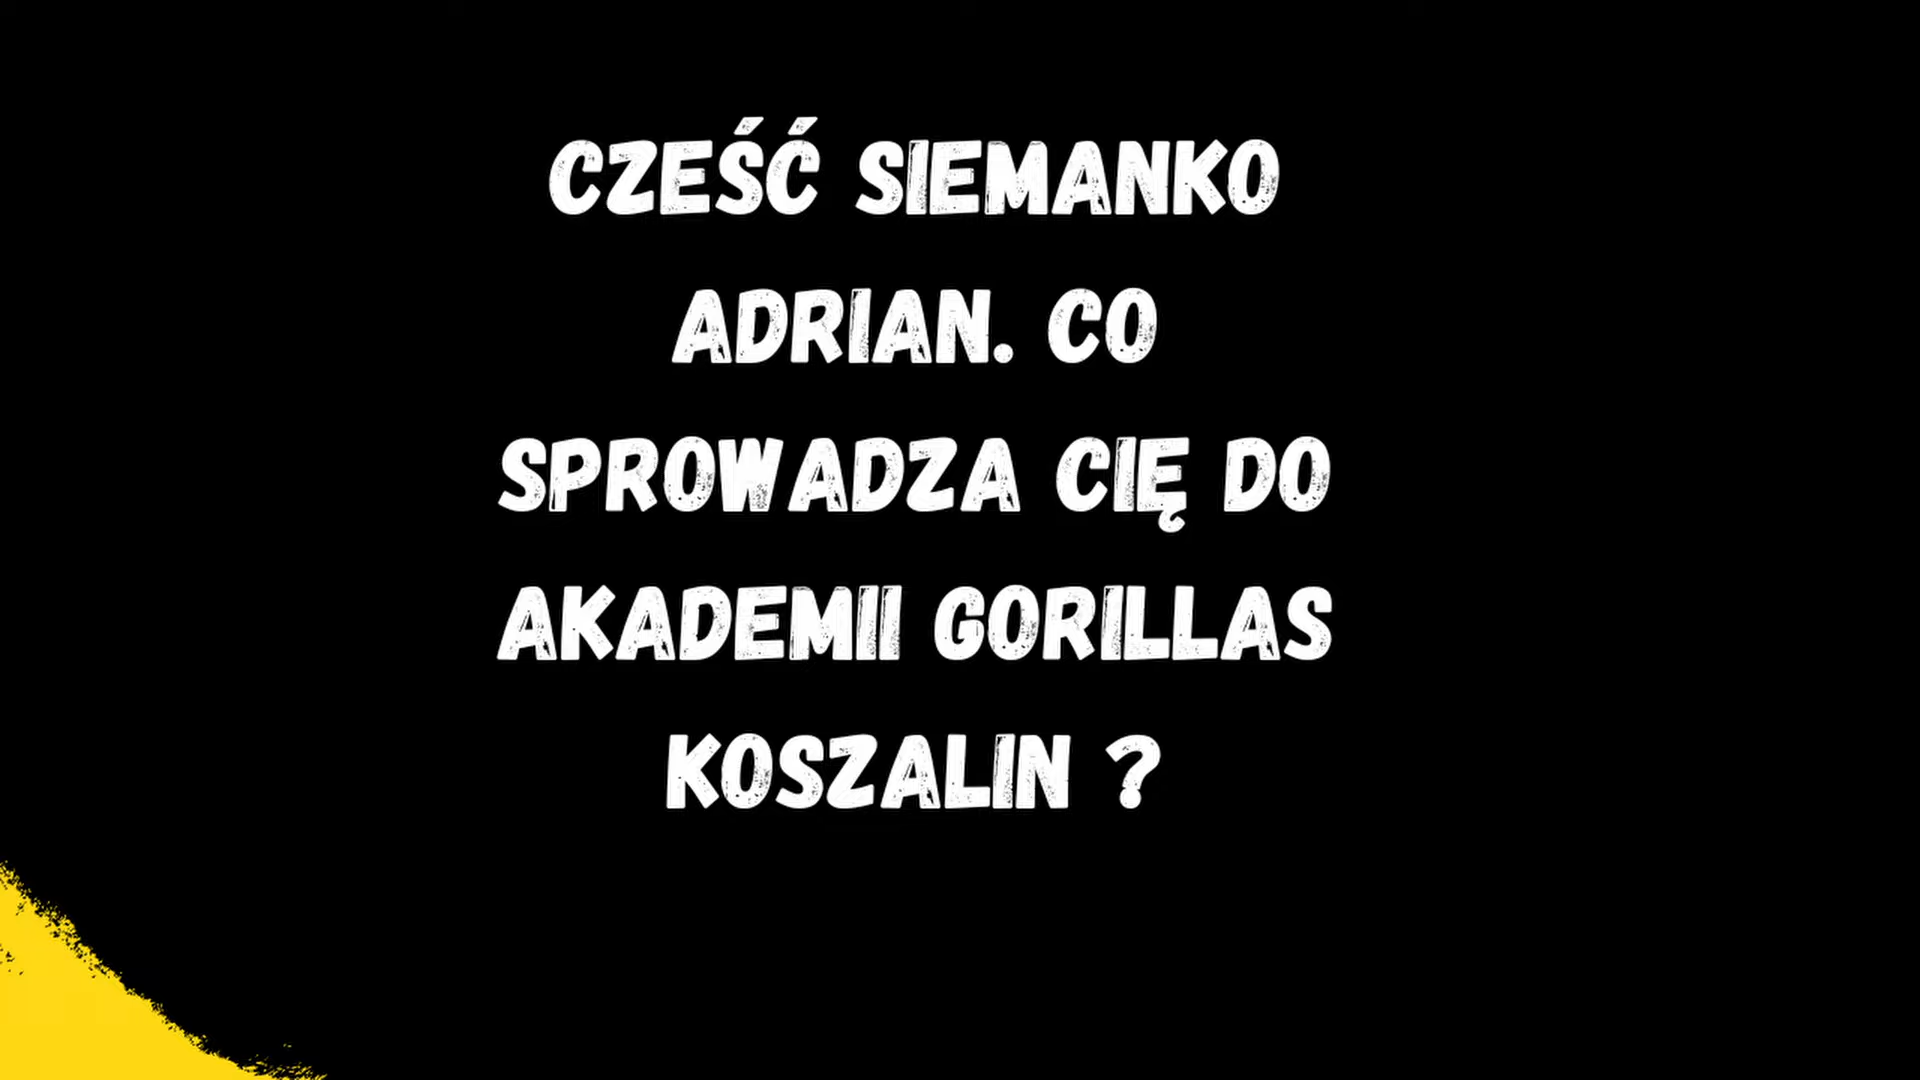 CZEŚĆ SIEMANKO
ADRIAN. CO
SPROWADZA CIĘ DO
AKADEMII GORILLAS
KOSZALIN ?